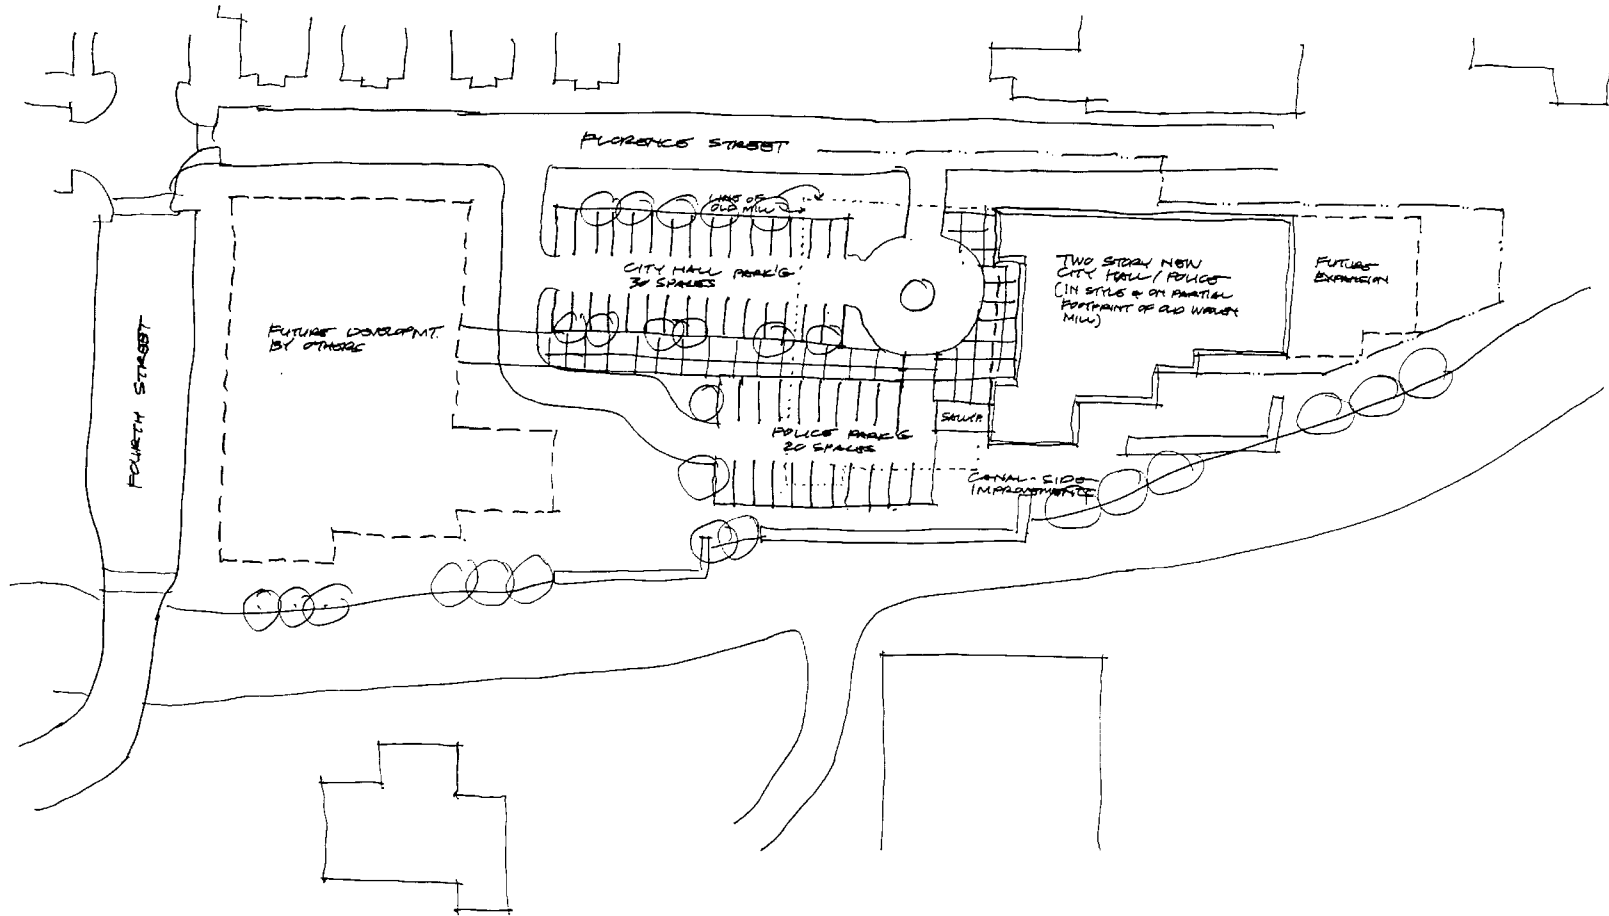 FLORENCE STREET
LINE OF
OLD MILL
CITY HALL PARK'G
30 SPACES
TWO STORY NEW
CITY HALL / POLICE
(IN STYLE & ON PARTIAL
FOOTPRINT OF OLD WOOLEN
MILL)
FUTURE
EXPANSION
FUTURE DEVELOPMT.
BY OTHERS
FOURTH STREET
POLICE PARK'G
20 SPACES
CANAL-SIDE
IMPROVEMENTS